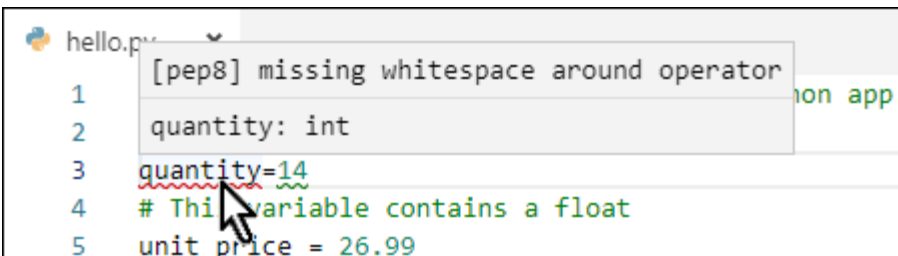 hello.py
[pep8] missing whitespace around operator
1 app
2 quantity: int
3 quantity=14
4 # This variable contains a float
5 unit price = 26.99